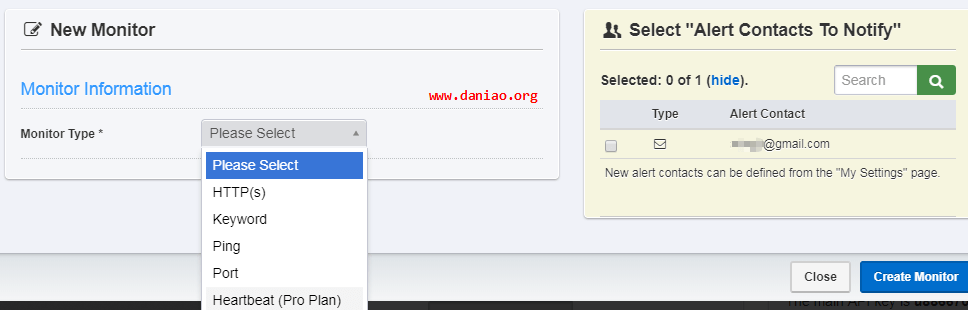 New Monitor
Monitor Information
www.daniao.org
Monitor Type *
Please Select
Please Select
HTTP(s)
Keyword
Ping
Port
Heartbeat (Pro Plan)
Select "Alert Contacts To Notify"
Selected: 0 of 1 (hide).
Search
Type Alert Contact
@gmail.com
New alert contacts can be defined from the "My Settings" page.
Close
Create Monitor
The main API key is